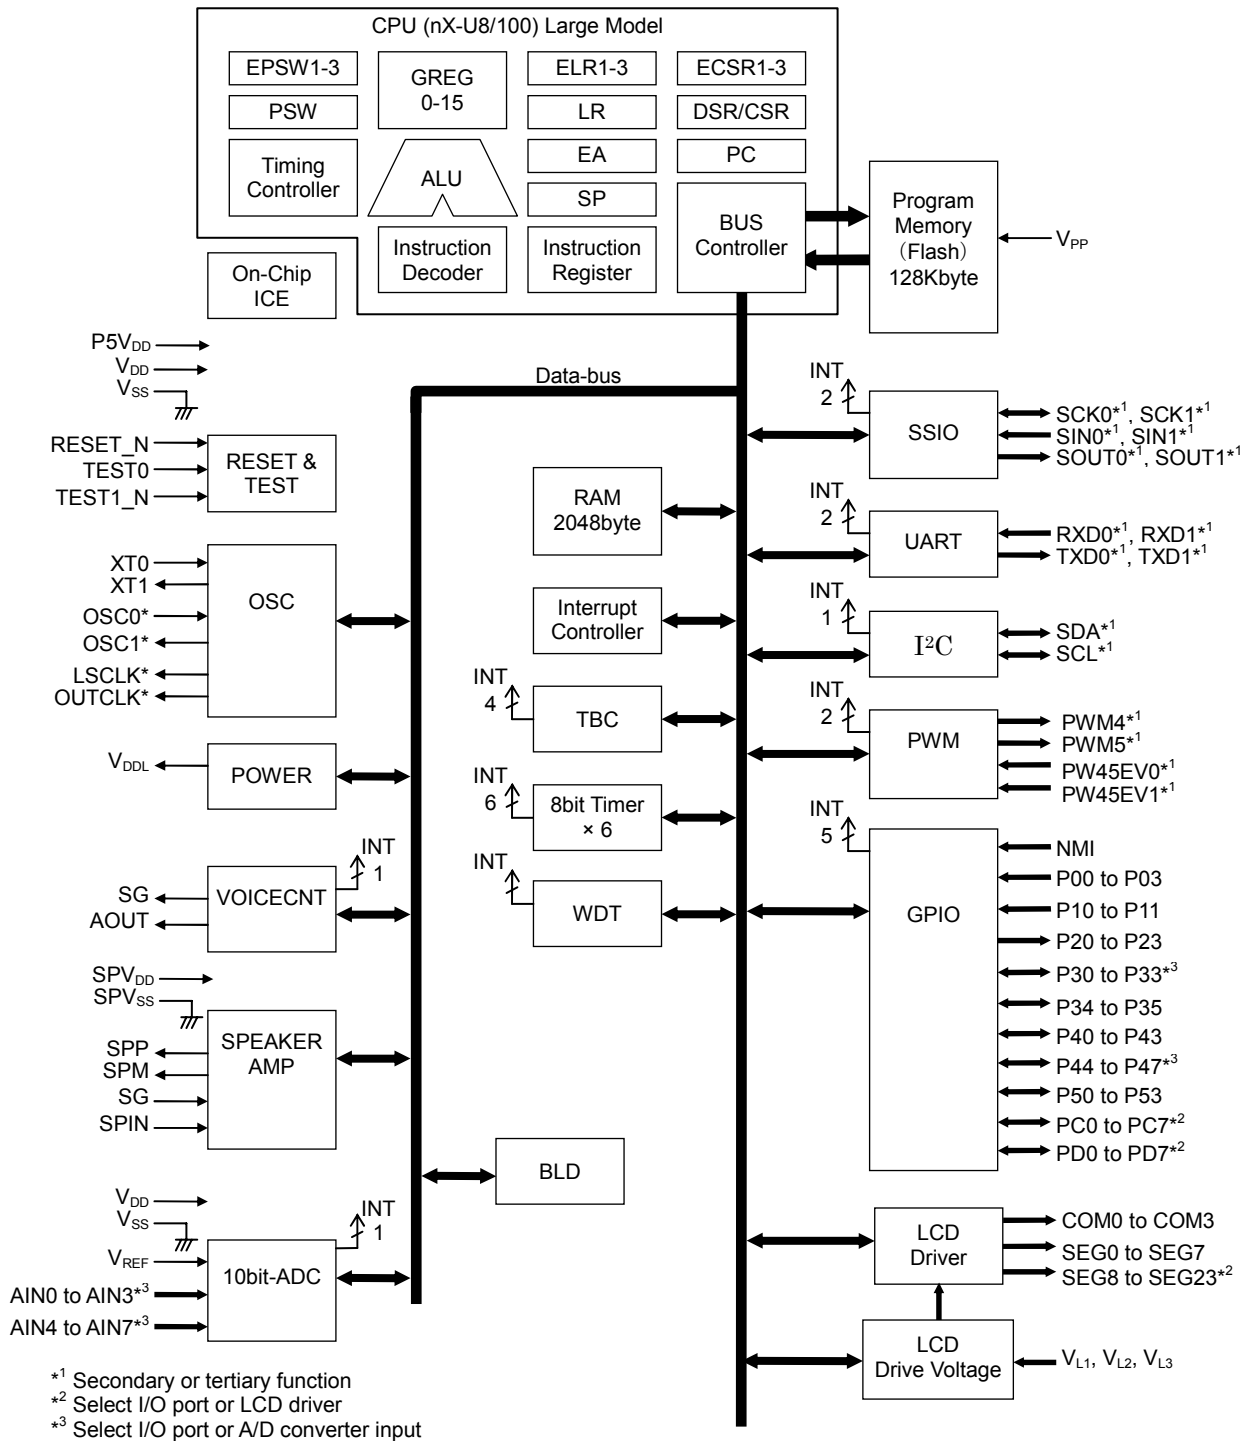 CPU (nX-U8/100) Large Model
EPSW1-3
GREG
0-15
ELR1-3
ECSR1-3
PSW
LR
DSR/CSR
Timing
Controller
ALU
EA
PC
SP
BUS
Controller
Program
Memory
(Flash)
128Kbyte
VPP
Instruction
Decoder
Instruction
Register
On-Chip
ICE
P5VDD
VDD
VSS
Data-bus
RESET_N
TEST0
TEST1_N
RESET &
TEST
XT0
XT1
OSC0*
OSC1*
LSCLK*
OUTCLK*
OSC
VDDL
POWER
SG
AOUT
VOICECNT
INT
1
SPVDD
SPVSS
SPP
SPM
SG
SPIN
SPEAKER
AMP
VDD
VSS
VREF
AIN0 to AIN3*3
AIN4 to AIN7*3
10bit-ADC
INT
1
RAM
2048byte
Interrupt
Controller
INT
4
TBC
INT
6
8bit Timer
× 6
INT
WDT
BLD
INT
2
SSIO
SCK0*1, SCK1*1
SIN0*1, SIN1*1
SOUT0*1, SOUT1*1
INT
2
UART
RXD0*1, RXD1*1
TXD0*1, TXD1*1
INT
1
I²C
SDA*1
SCL*1
INT
2
PWM
PWM4*1
PWM5*1
PW45EV0*1
PW45EV1*1
INT
5
GPIO
NMI
P00 to P03
P10 to P11
P20 to P23
P30 to P33*3
P34 to P35
P40 to P43
P44 to P47*3
P50 to P53
PC0 to PC7*2
PD0 to PD7*2
LCD
Driver
COM0 to COM3
SEG0 to SEG7
SEG8 to SEG23*2
LCD
Drive Voltage
VL1, VL2, VL3
*1 Secondary or tertiary function
*2 Select I/O port or LCD driver
*3 Select I/O port or A/D converter input